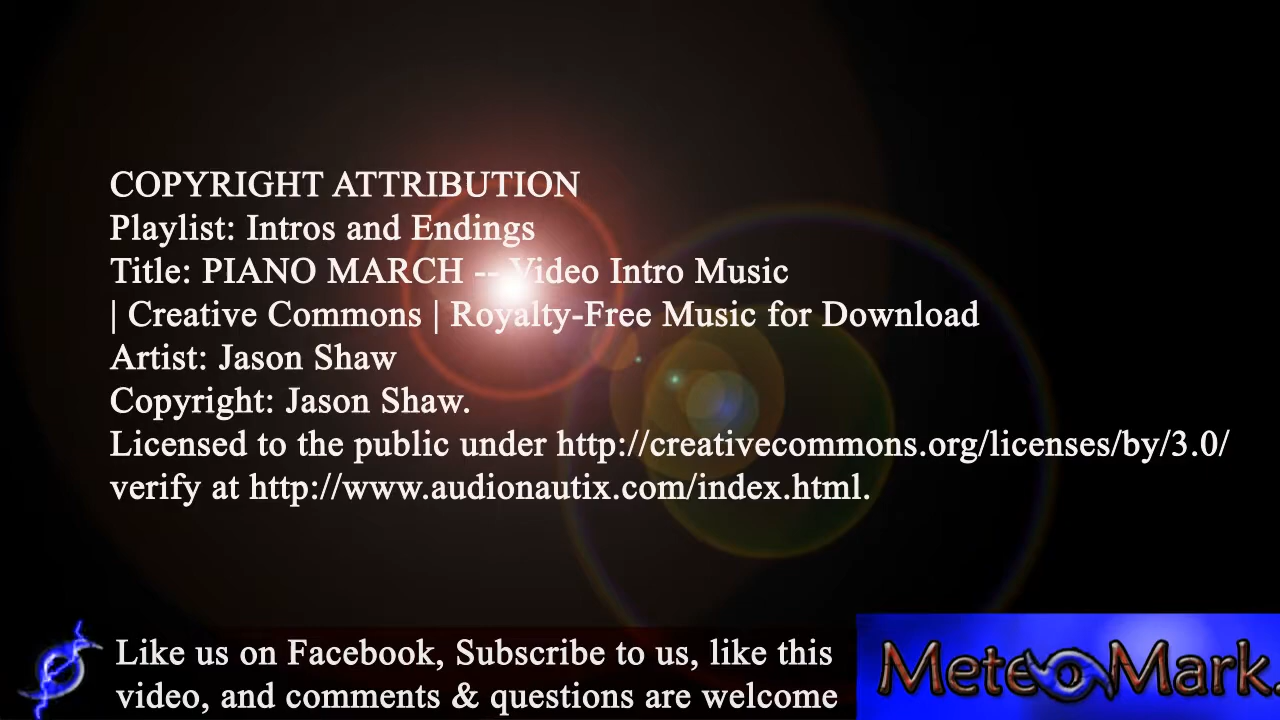 COPYRIGHT ATTRIBUTION
Playlist: Intros and Endings
Title: PIANO MARCH -- Video Intro Music
| Creative Commons | Royalty-Free Music for Download
Artist: Jason Shaw
Copyright: Jason Shaw.
Licensed to the public under http://creativecommons.org/licenses/by/3.0/
verify at http://www.audionautix.com/index.html.
Like us on Facebook, Subscribe to us, like this
video, and comments & questions are welcome
MeteoMark.